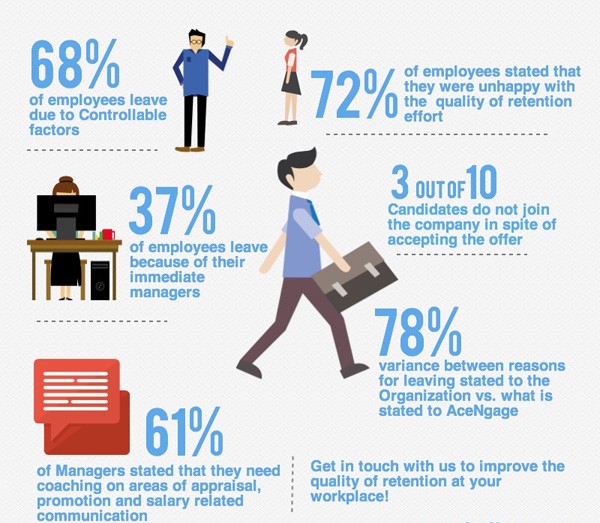 68%
of employees leave
due to Controllable
factors
72%
of employees stated that
they were unhappy with
the quality of retention
effort
37%
of employees leave
because of their
immediate
managers
3 OUT OF 10
Candidates do not join
the company in spite of
accepting the offer
78%
variance between reasons
for leaving stated to the
Organization vs. what is
stated to AceNgage
61%
of Managers stated that they need
coaching on areas of appraisal,
promotion and salary related
communication
Get in touch with us to improve the
quality of retention at your
workplace!